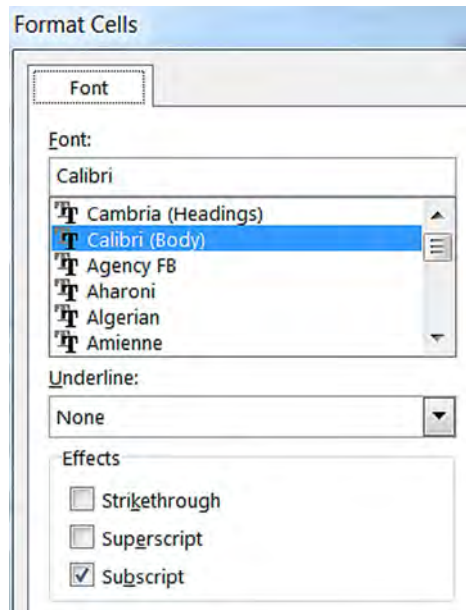 Format Cells
Font
Font:
Calibri
Cambria (Headings)
Calibri (Body)
Agency FB
Aharoni
Algerian
Amienne
Underline:
None
Effects
Strikethrough
Superscript
Subscript